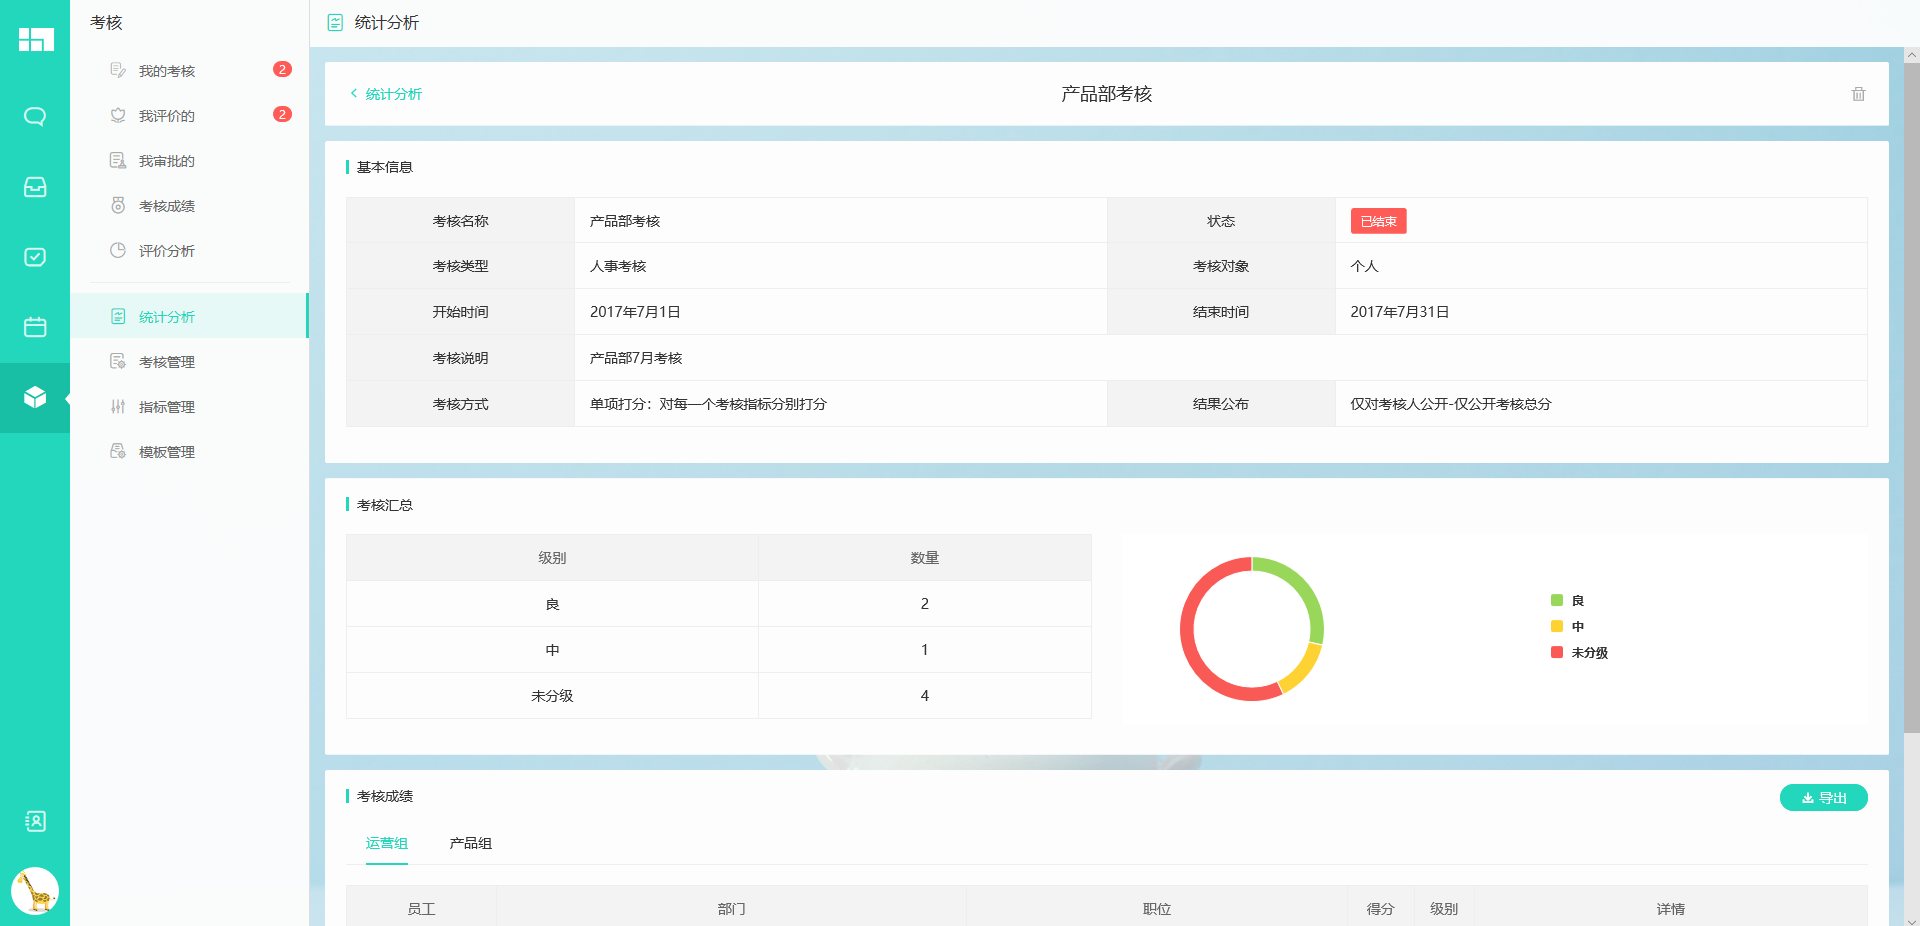 考核
统计分析
我的考核 2
我评价的 2
我审批的
考核成绩
评价分析
统计分析
考核管理
指标管理
模板管理
统计分析
产品部考核
基本信息
考核名称 产品部考核 状态 已结束
考核类型 人事考核 考核对象 个人
开始时间 2017年7月1日 结束时间 2017年7月31日
考核说明 产品部7月考核
考核方式 单项打分：对每一个考核指标分别打分 结果公布 仅对考核人公开-仅公开考核总分
考核汇总
级别 数量
良 2
中 1
未分级 4
良
中
未分级
考核成绩
导出
运营组 产品组
员工 部门 职位 得分 级别 详情